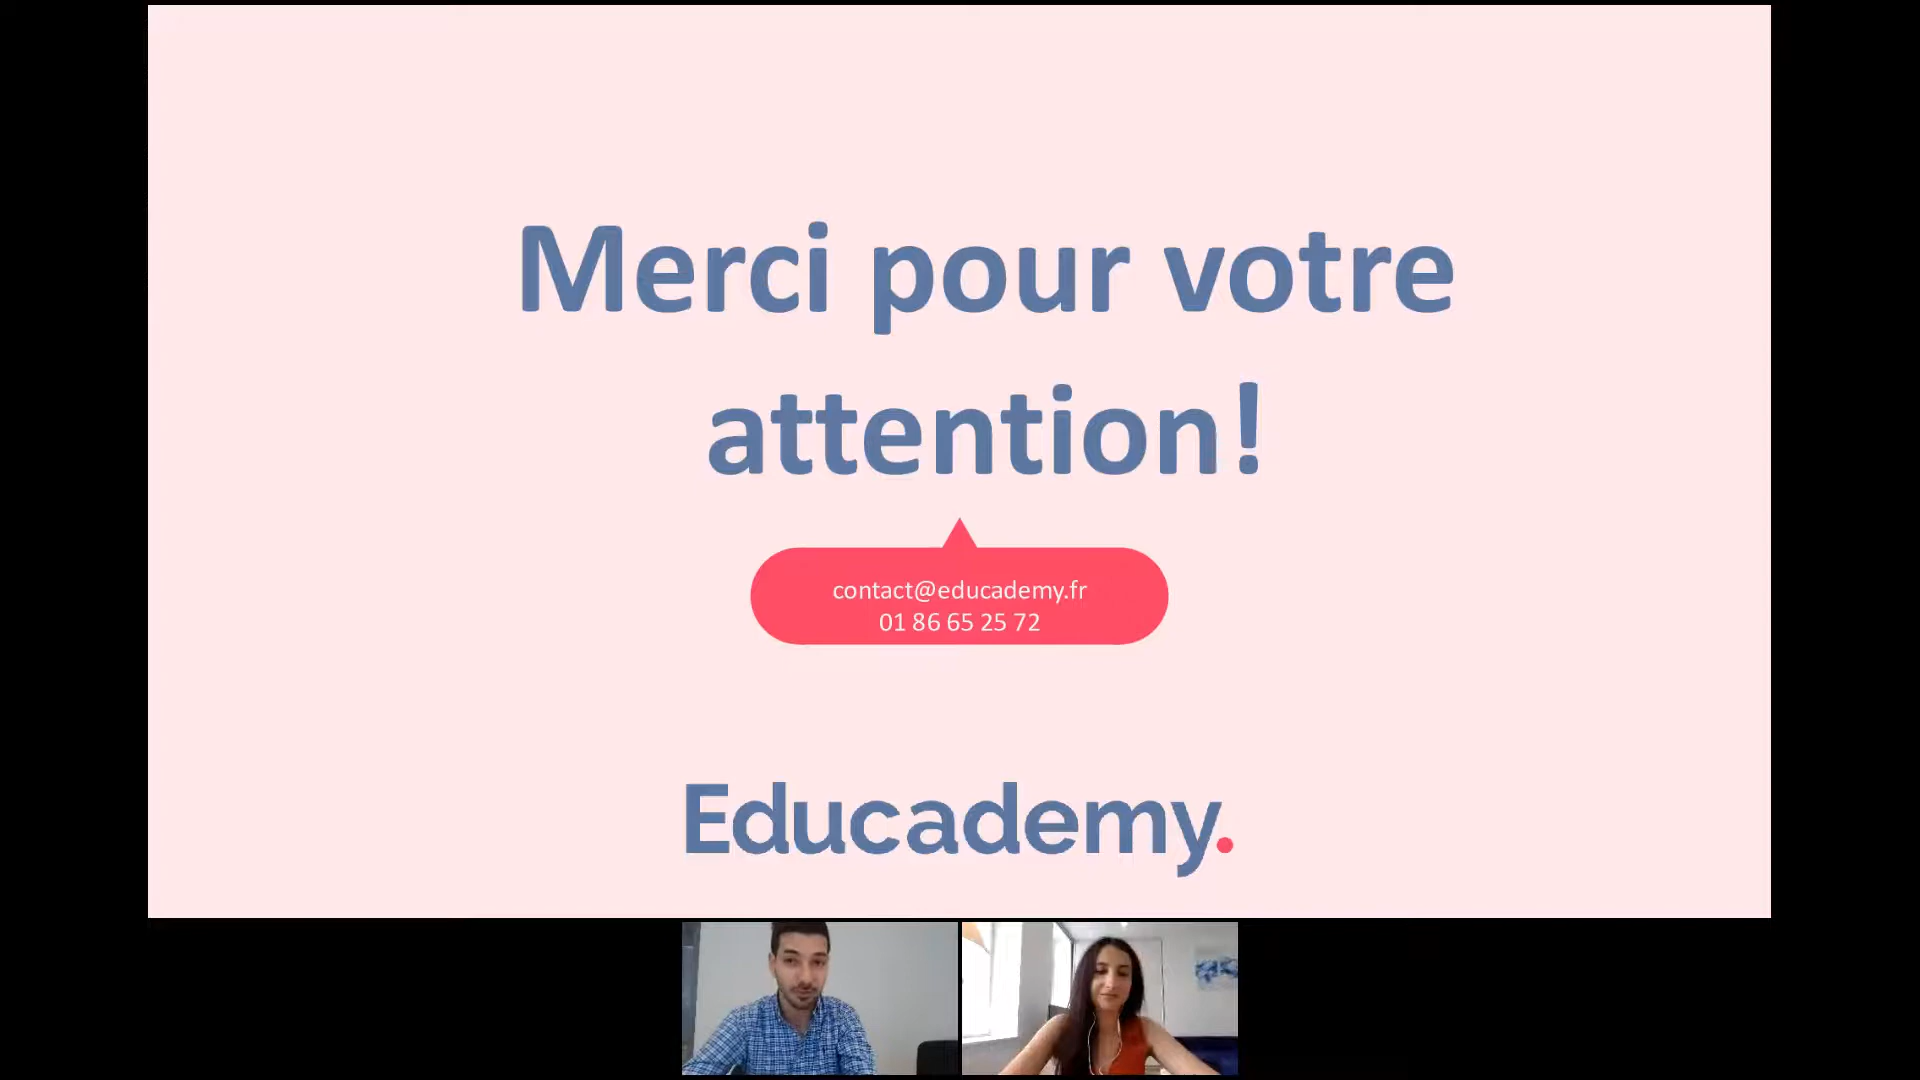 Merci pour votre
attention!
contact@educademy.fr
01 86 65 25 72
Educademy.